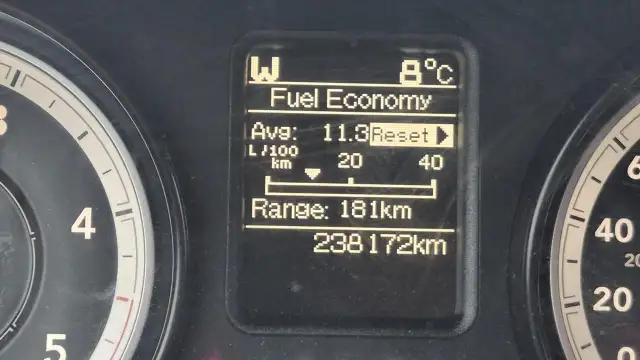 W 8°C
Fuel Economy
Avg: 11.3 Reset
L/100 km 20 40
Range: 181km
238172km
4
5
40
20